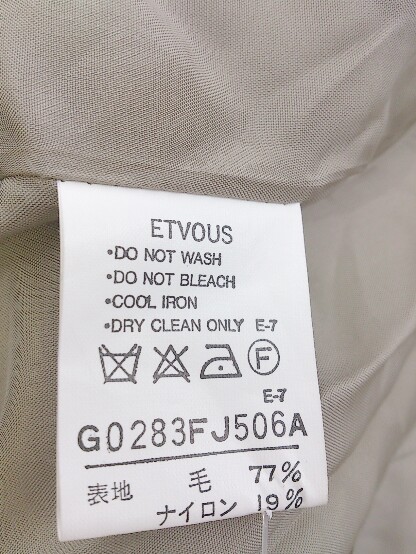 ETVOUS
•DO NOT WASH
•DO NOT BLEACH
•COOL IRON
•DRY CLEAN ONLY E-7
F
E-7
G0283FJ506A
表地 毛 77%
ナイロン 19%